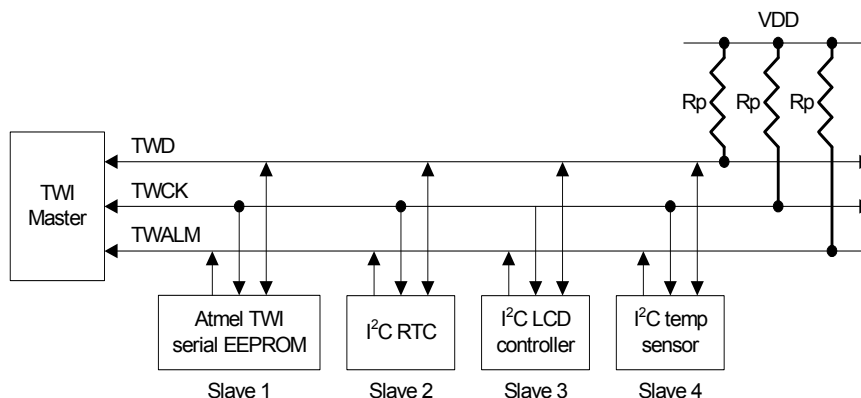 VDD
Rp Rp Rp
TWD
TWI
Master
TWCK
TWALM
Atmel TWI
serial EEPROM
I²C RTC
I²C LCD
controller
I²C temp
sensor
Slave 1 Slave 2 Slave 3 Slave 4